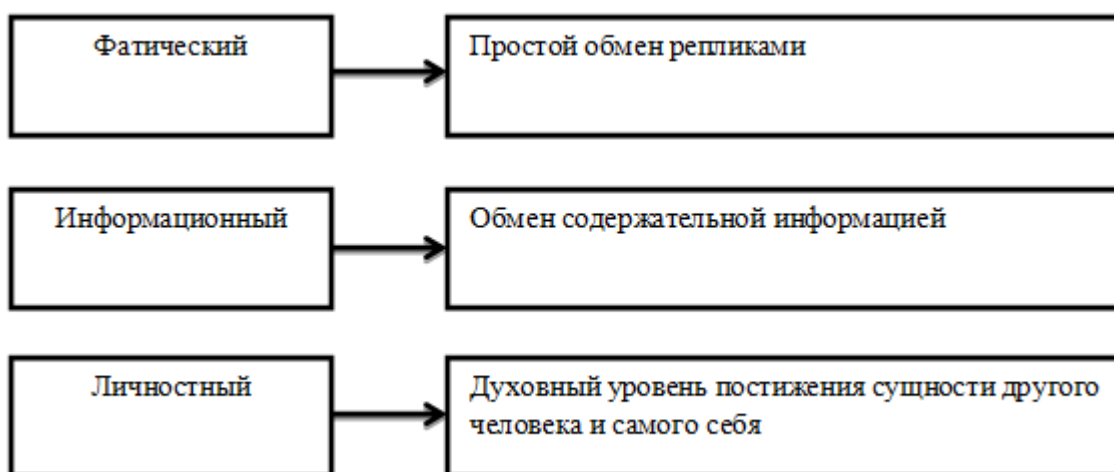 Фатический
Простой обмен репликами
Информационный
Обмен содержательной информацией
Личностный
Духовный уровень постижения сущности другого
человека и самого себя